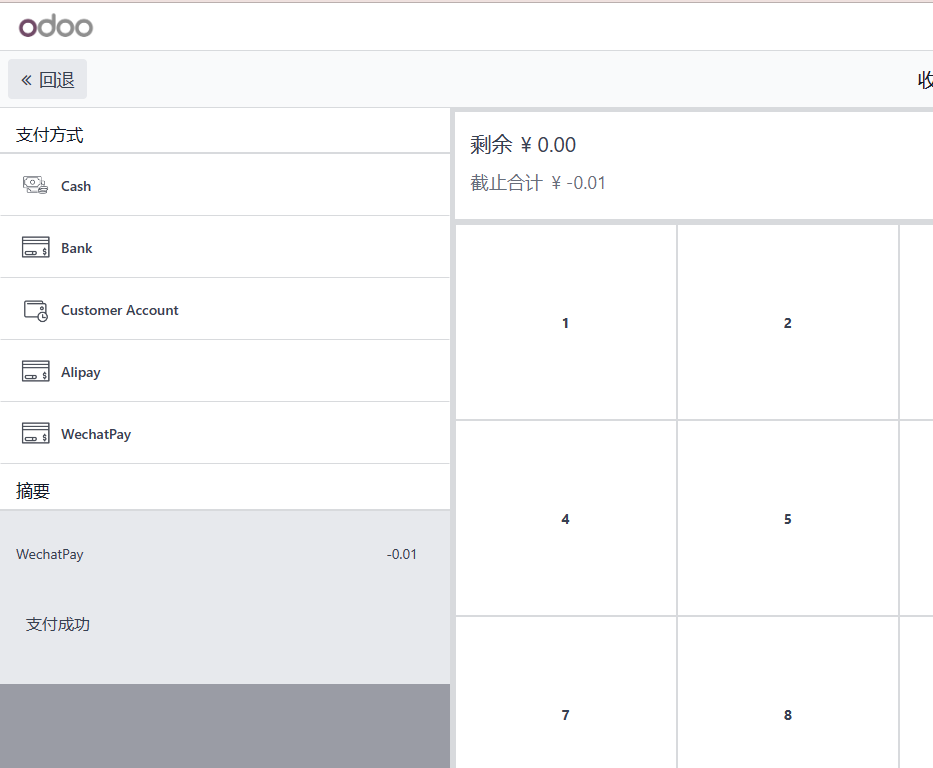 odoo
« 回退
收
支付方式
Cash
Bank
Customer Account
Alipay
WechatPay
摘要
WechatPay -0.01
支付成功
剩余 ¥ 0.00
截止合计 ¥ -0.01
1 2
4 5
7 8